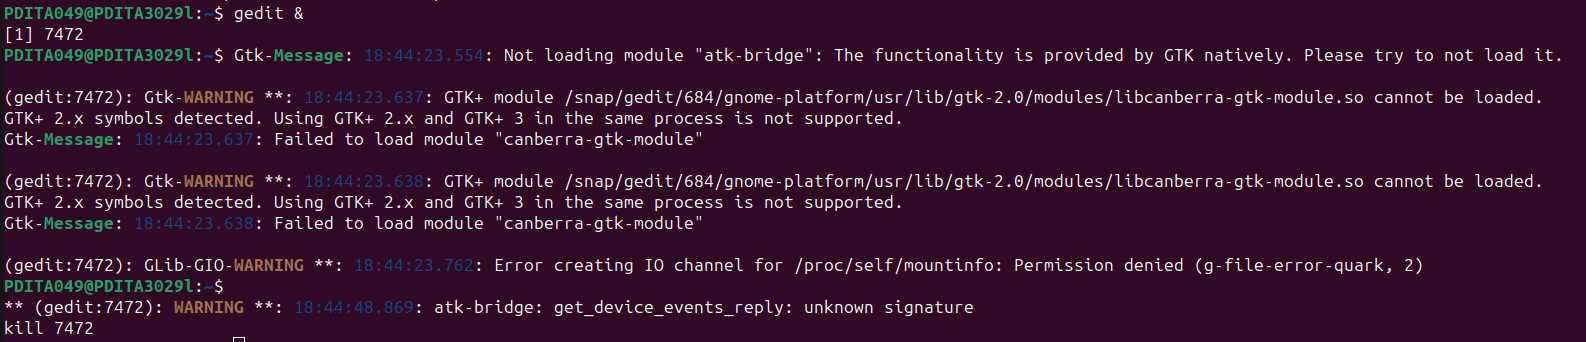 PDITA049@PDITA3029l:~$ gedit &
[1] 7472
PDITA049@PDITA3029l:~$ Gtk-Message: 18:44:23.554: Not loading module "atk-bridge": The functionality is provided by GTK natively. Please try to not load it.
(gedit:7472): Gtk-WARNING **: 18:44:23.637: GTK+ module /snap/gedit/684/gnome-platform/usr/lib/gtk-2.0/modules/libcanberra-gtk-module.so cannot be loaded.
GTK+ 2.x symbols detected. Using GTK+ 2.x and GTK+ 3 in the same process is not supported.
Gtk-Message: 18:44:23.637: Failed to load module "canberra-gtk-module"
(gedit:7472): Gtk-WARNING **: 18:44:23.638: GTK+ module /snap/gedit/684/gnome-platform/usr/lib/gtk-2.0/modules/libcanberra-gtk-module.so cannot be loaded.
GTK+ 2.x symbols detected. Using GTK+ 2.x and GTK+ 3 in the same process is not supported.
Gtk-Message: 18:44:23.638: Failed to load module "canberra-gtk-module"
(gedit:7472): GLib-GIO-WARNING **: 18:44:23.762: Error creating IO channel for /proc/self/mountinfo: Permission denied (g-file-error-quark, 2)
PDITA049@PDITA3029l:~$
** (gedit:7472): WARNING **: 18:44:48.869: atk-bridge: get_device_events_reply: unknown signature
kill 7472